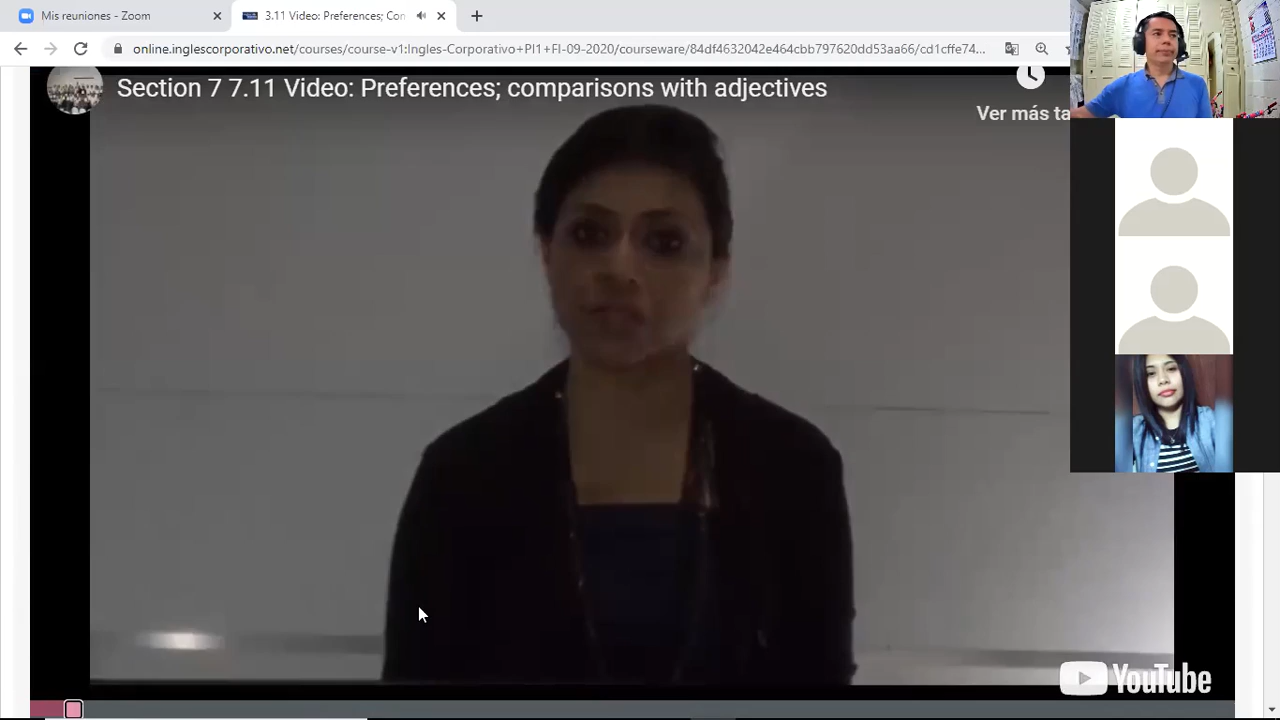 Mis reuniones - Zoom
3.11 Video: Preferences; Con
online.inglescorporativo.net/courses/course-v1:Ingles-Corporativo+PI1+FI-09-2020/courseware/84df4632042e464cbb797620dd53aab6/cd1cffe74...
Section 7 7.11 Video: Preferences; comparisons with adjectives
Ver más ta
YouTube